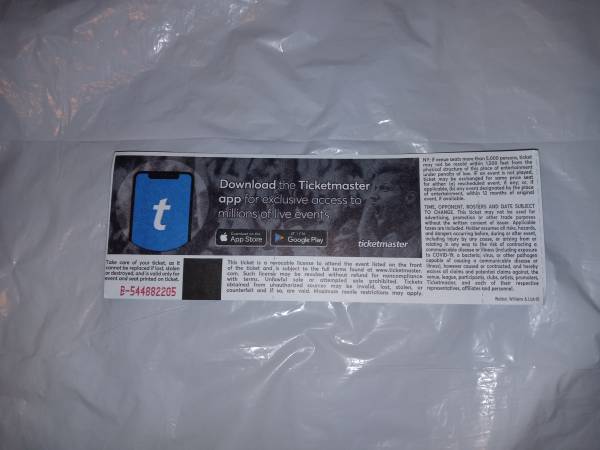 t
Download the Ticketmaster
app for exclusive access to
millions of live events.
Download on the
App Store
GET IT ON
Google Play
ticketmaster
Take care of your ticket, as it
cannot be replaced if lost, stolen
or destroyed, and is valid only for
event and seat printed on ticket.
B-544882205
This ticket is a revocable license to attend the event listed on the front
of the ticket and is subject to the full terms found at www.ticketmaster.
com. Such license may be revoked without refund for noncompliance
with terms. Unlawful sale or attempted sale prohibited. Tickets
obtained from unauthorized sources may be invalid, lost, stolen, or
counterfeit and if so, are void. Maximum resale restrictions may apply.
NY: if venue seats more than 5,000 persons, ticket
may not be resold within 1,500 feet from the
physical structure of this place of entertainment
under penalty of law. IF an event is not played,
ticket may be exchanged for same price seat
for either (a) rescheduled event, if any; or, if
applicable, (b) any event designated by the place
of entertainment, within 12 months of original
event, if available.
TIME, OPPONENT, ROSTERS AND DATE SUBJECT
TO CHANGE. This ticket may not be used for
advertising, promotion or other trade purposes
without the written consent of issuer. Applicable
taxes are included. Holder assumes all risks, hazards,
and dangers occurring before, during or after event,
including injury by any cause, or arising from or
relating in any way to the risk of contracting a
communicable disease or illness (including exposure
to COVID-19, a bacteria, virus, or other pathogen
capable of causing a communicable disease or
illness), however caused or contracted, and hereby
waives all claims and potential claims against the
venue, league, participants, clubs, artists, promoters,
Ticketmaster, and each of their respective
representatives, affiliates and personnel.